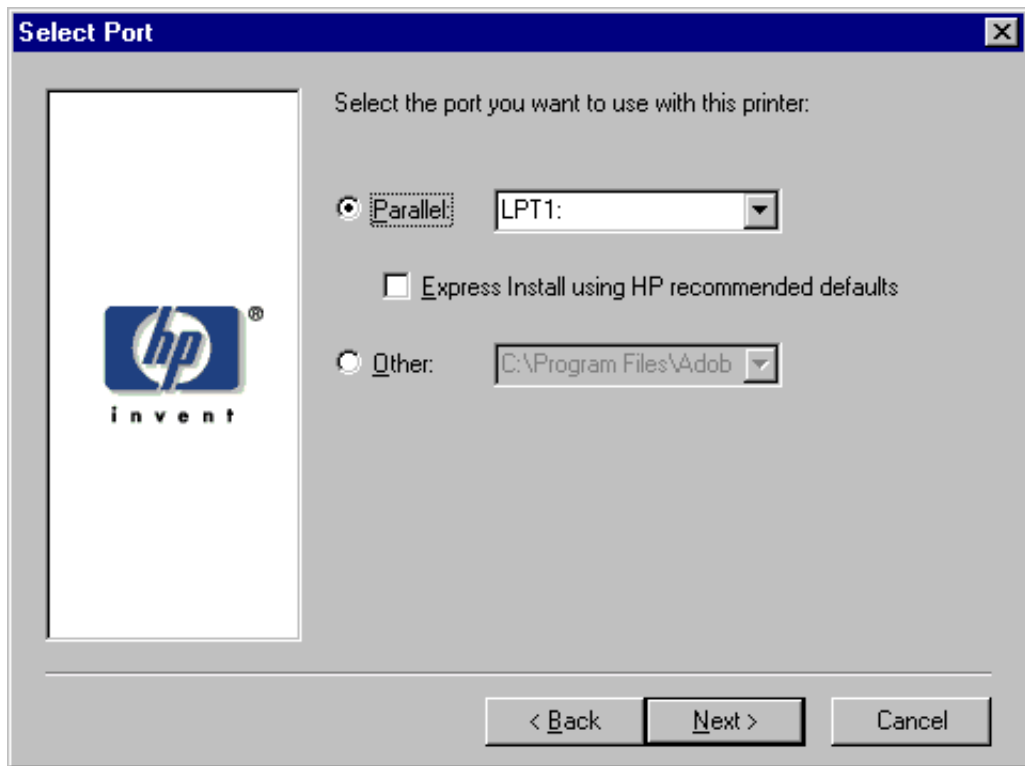 Select Port
Select the port you want to use with this printer:
Parallel: LPT1:
Express Install using HP recommended defaults
hp ®
invent
Other: C:\Program Files\Adob
< Back Next > Cancel